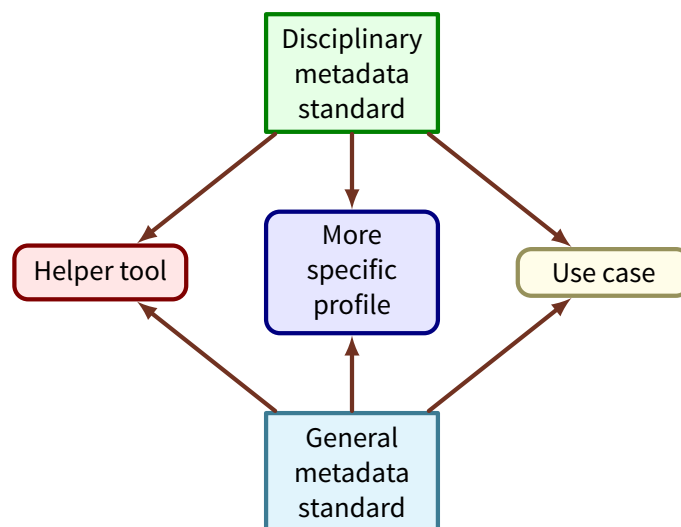 Disciplinary
metadata
standard
Helper tool
More
specific
profile
Use case
General
metadata
standard